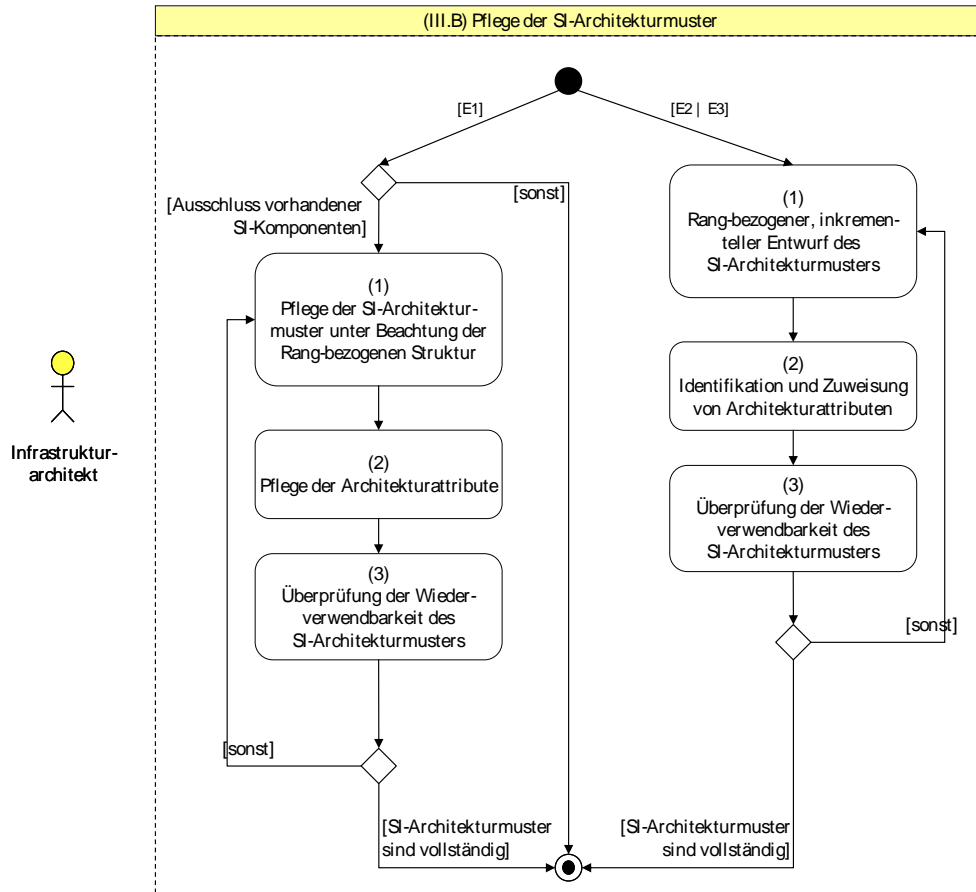 (III.B) Pflege der SI-Architekturmuster
[E1]
[E2 | E3]
[Ausschluss vorhandener
SI-Komponenten]
[sonst]
(1)
Pflege der SI-Architektur-
muster unter Beachtung der
Rang-bezogenen Struktur
(2)
Pflege der Architekturattribute
(3)
Überprüfung der Wieder-
verwendbarkeit des
SI-Architekturmusters
[sonst]
[SI-Architekturmuster
sind vollständig]
(1)
Rang-bezogener, inkremen-
teller Entwurf des
SI-Architekturmusters
(2)
Identifikation und Zuweisung
von Architekturattributen
(3)
Überprüfung der Wieder-
verwendbarkeit des
SI-Architekturmusters
[sonst]
[SI-Architekturmuster
sind vollständig]
Infrastruktur-
architekt